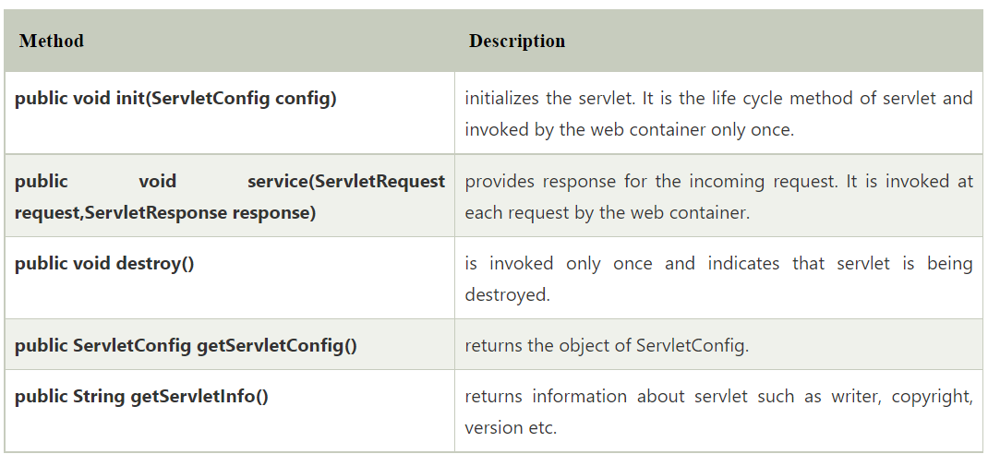 Method Description
public void init(ServletConfig config) initializes the servlet. It is the life cycle method of servlet and
invoked by the web container only once.
public void service(ServletRequest provides response for the incoming request. It is invoked at
request,ServletResponse response) each request by the web container.
public void destroy() is invoked only once and indicates that servlet is being
destroyed.
public ServletConfig getServletConfig() returns the object of ServletConfig.
public String getServletInfo() returns information about servlet such as writer, copyright,
version etc.